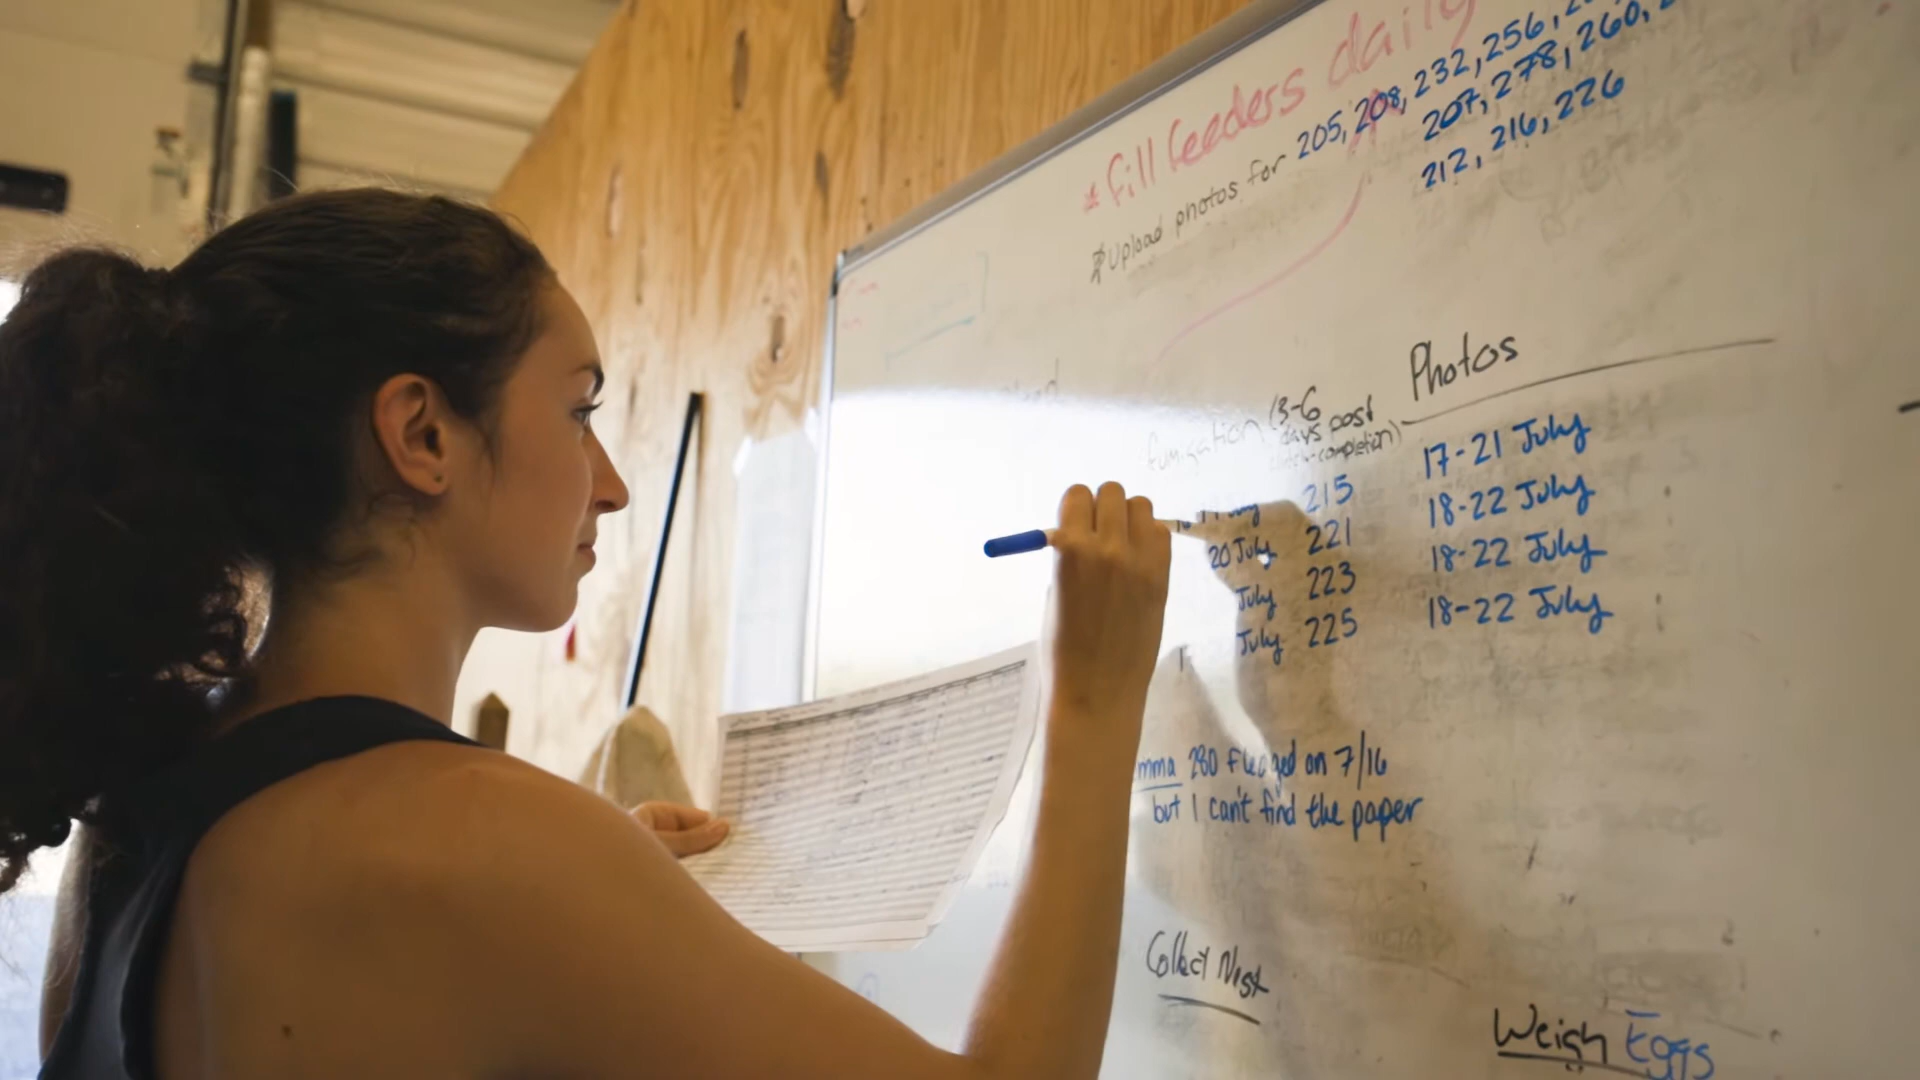 * fill feeders daily
* Upload photos for 205, 208, 232, 256,
207, 278, 260,
212, 216, 226
Photos
fumigation (3-6
days post
completion)
215 17-21 July
20 July 221 18-22 July
July 223 18-22 July
July 225 18-22 July
280 fledged on 7/16
but I can't find the paper
Collect Nest
Weigh Eggs